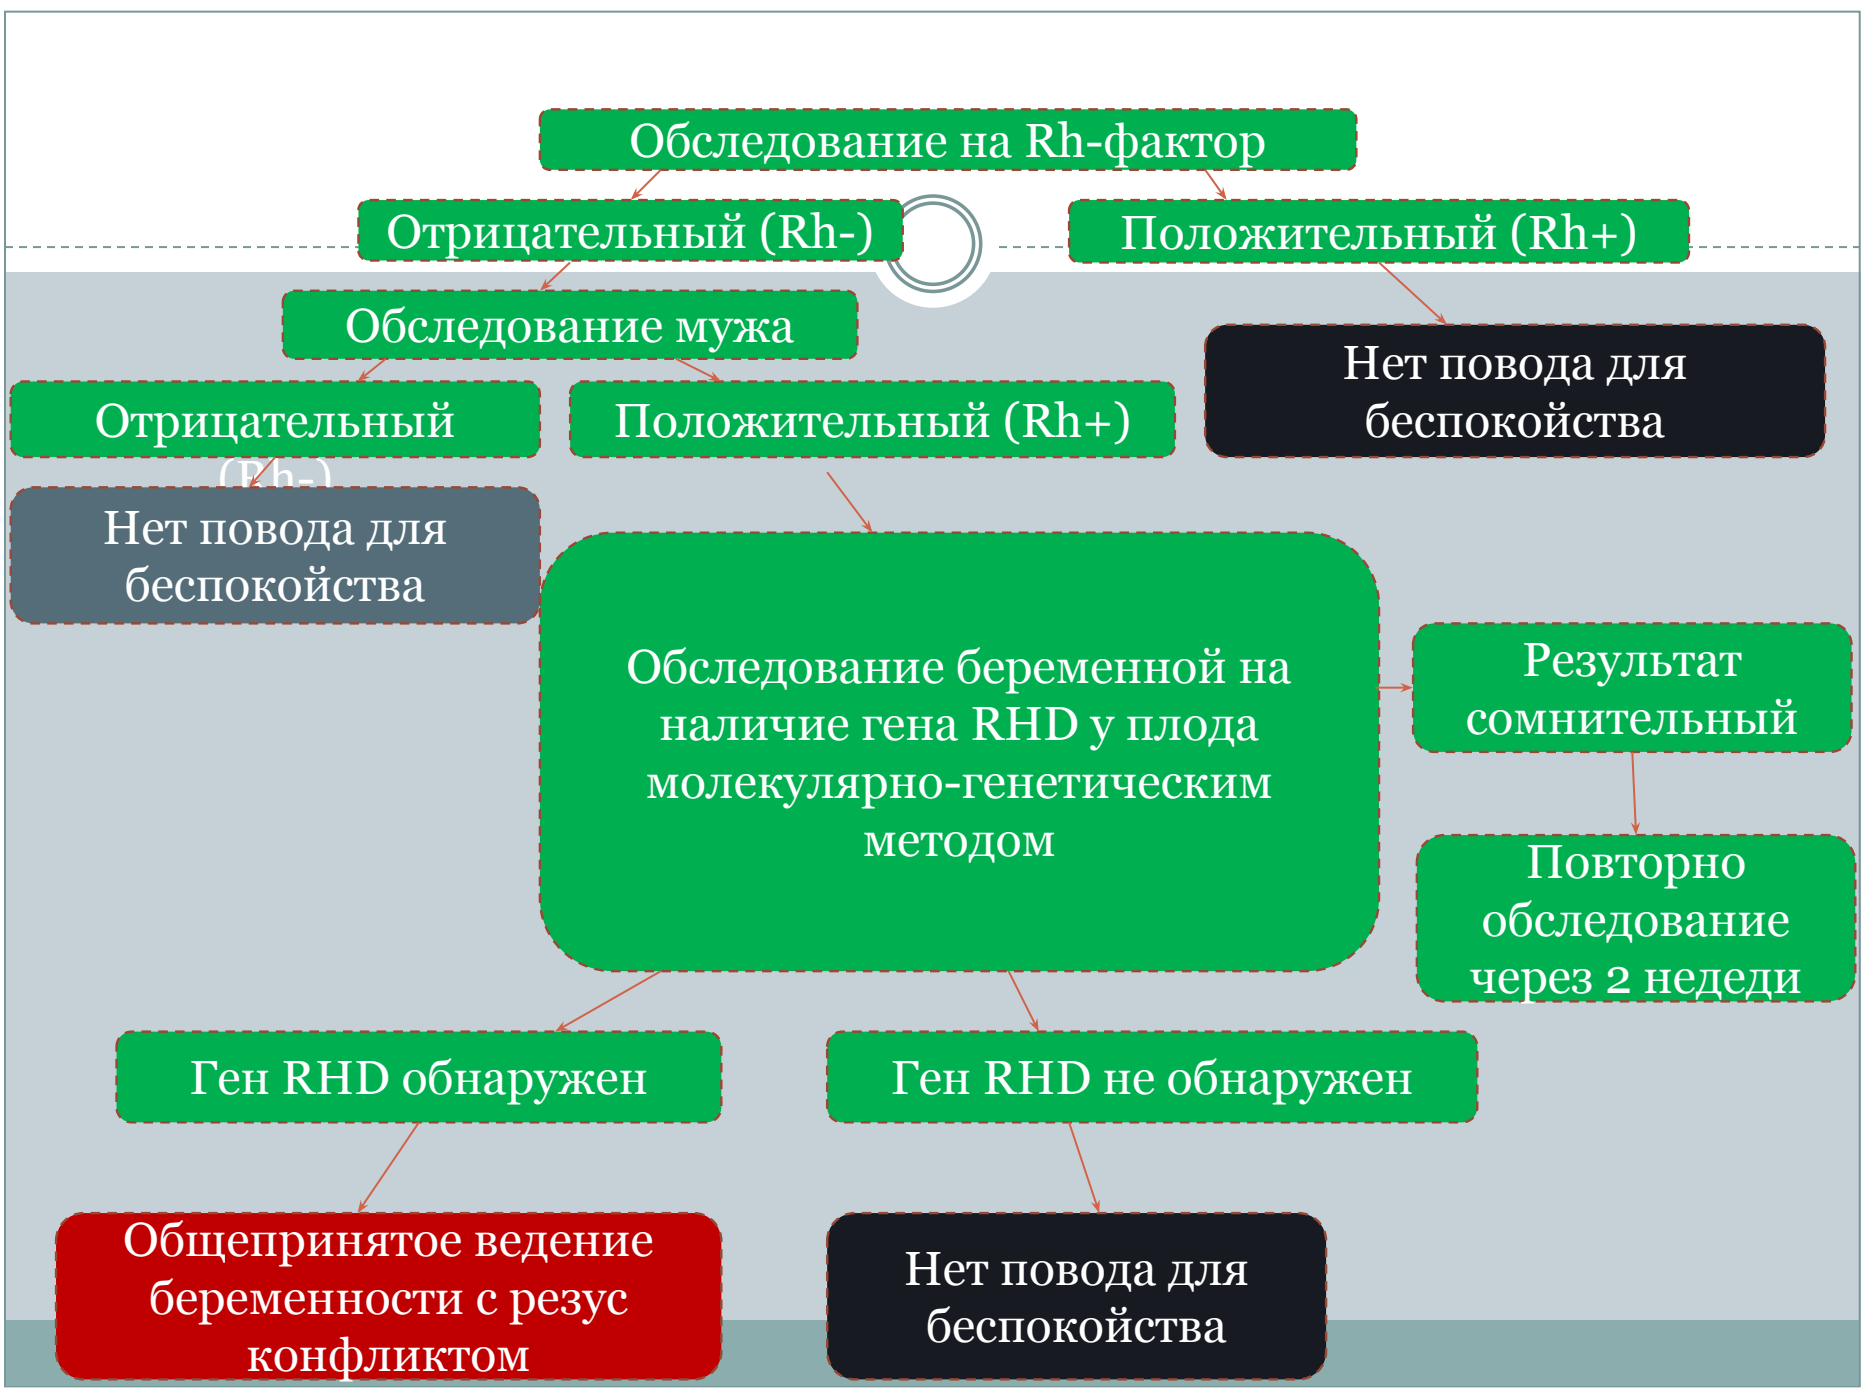 Обследование на Rh-фактор
Отрицательный (Rh-)
Положительный (Rh+)
Обследование мужа
Нет повода для
беспокойства
Отрицательный
(Rh-)
Положительный (Rh+)
Нет повода для
беспокойства
Обследование беременной на
наличие гена RHD у плода
молекулярно-генетическим
методом
Результат
сомнительный
Повторно
обследование
через 2 недеди
Ген RHD обнаружен
Ген RHD не обнаружен
Общепринятое ведение
беременности с резус
конфликтом
Нет повода для
беспокойства